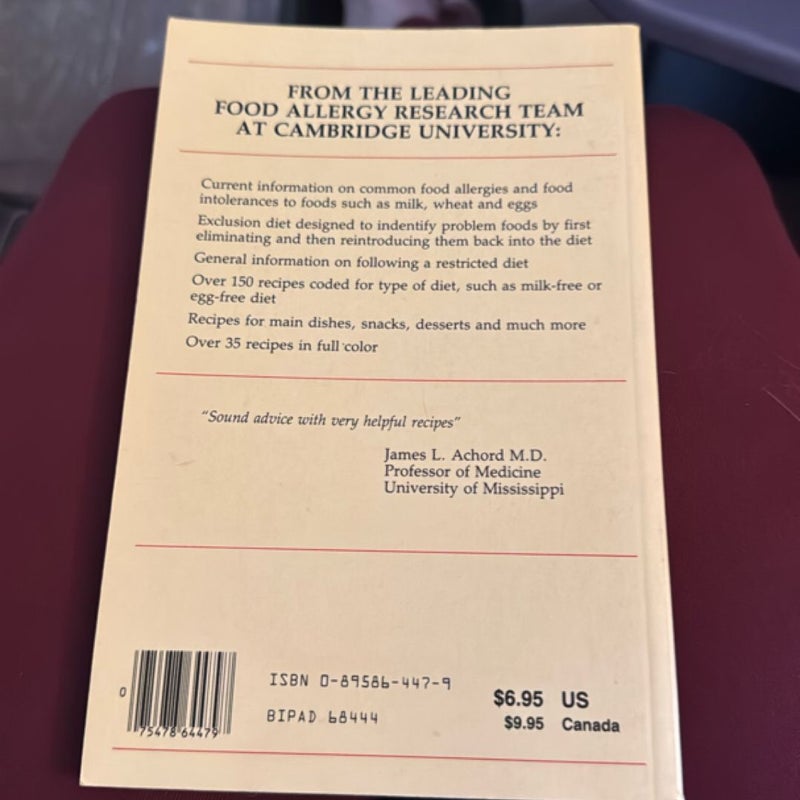 FROM THE LEADING
FOOD ALLERGY RESEARCH TEAM
AT CAMBRIDGE UNIVERSITY:
Current information on common food allergies and food
intolerances to foods such as milk, wheat and eggs
Exclusion diet designed to indentify problem foods by first
eliminating and then reintroducing them back into the diet
General information on following a restricted diet
Over 150 recipes coded for type of diet, such as milk-free or
egg-free diet
Recipes for main dishes, snacks, desserts and much more
Over 35 recipes in full color
"Sound advice with very helpful recipes"
James L. Achord M.D.
Professor of Medicine
University of Mississippi
ISBN 0-89586-447-9
BIPAD 68444
$6.95 US
$9.95 Canada
0 75478 64479